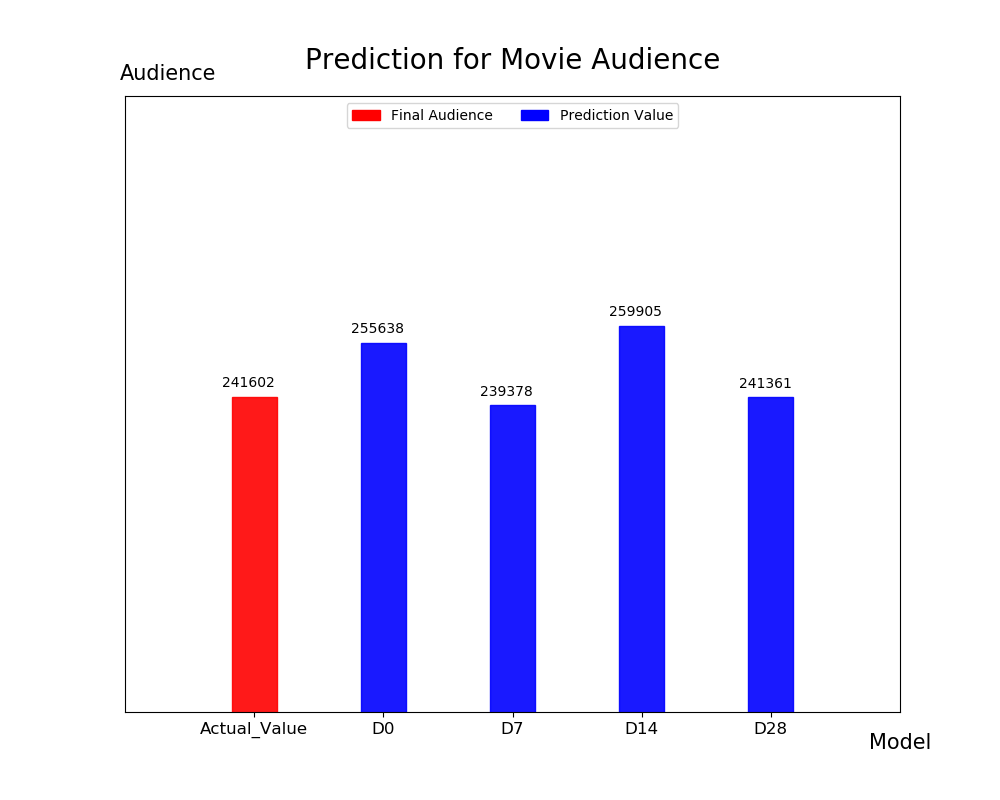 Prediction for Movie Audience
Audience
Final Audience Prediction Value
259905
255638
241602
239378
241361
Actual_Value D0 D7 D14 D28
Model